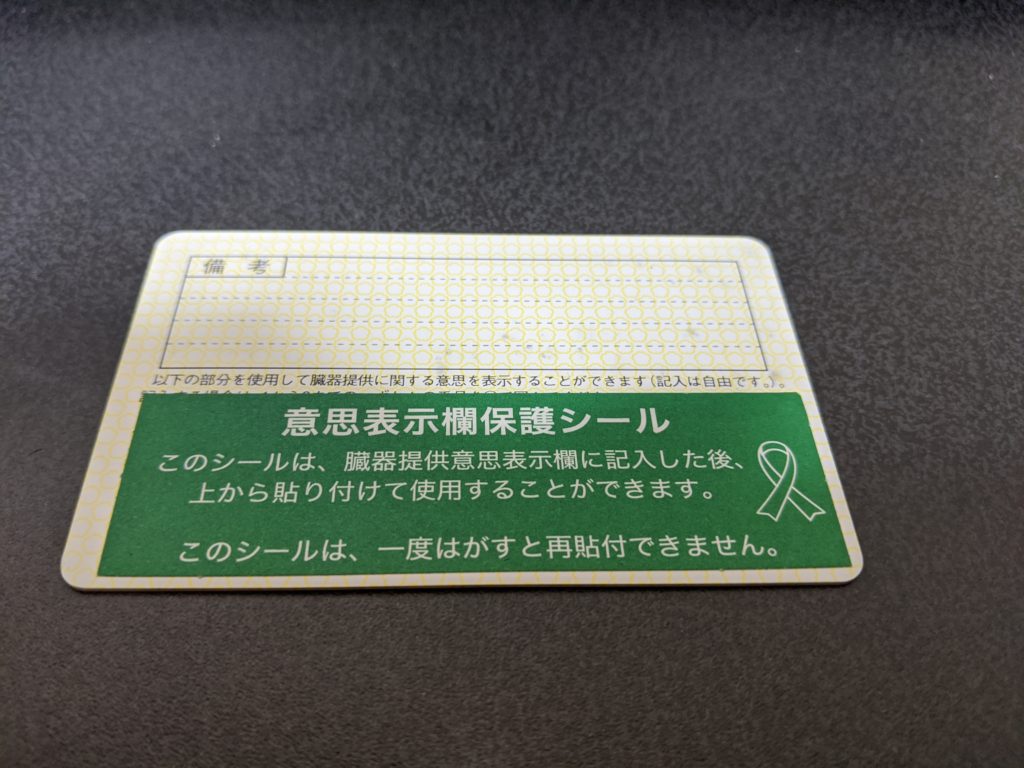 備 考
以下の部分を使用して臓器提供に関する意思を表示することができます(記入は自由です。)。
意思表示欄保護シール
このシールは、臓器提供意思表示欄に記入した後、
上から貼り付けて使用することができます。
このシールは、一度はがすと再貼付できません。